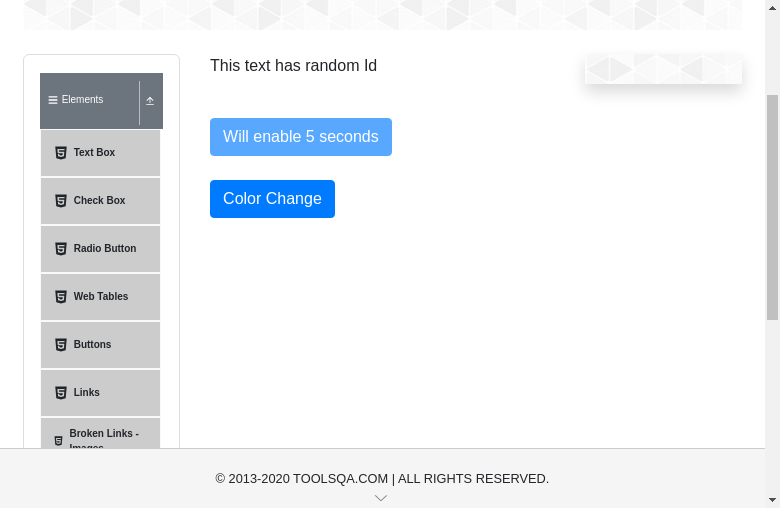 This text has random Id
Elements
Will enable 5 seconds
Text Box
Color Change
Check Box
Radio Button
Web Tables
Buttons
Links
Broken Links -
Images
© 2013-2020 TOOLSQA.COM | ALL RIGHTS RESERVED.